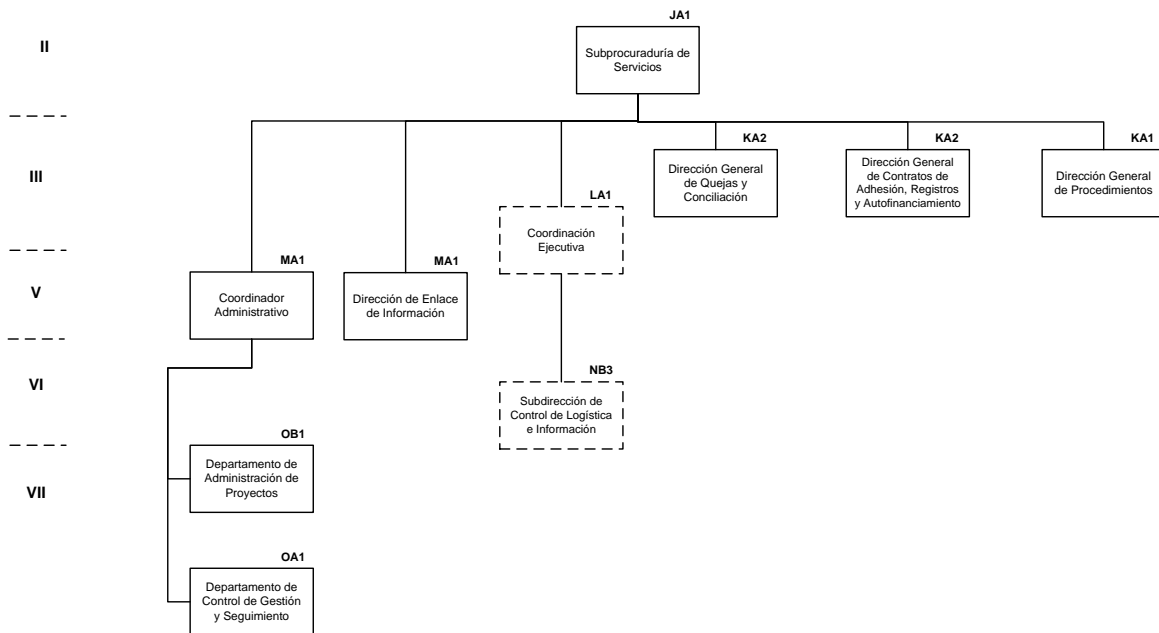 JA1
II
Subprocuraduría de
Servicios
III
KA2
Dirección General
de Quejas y
Conciliación
KA2
Dirección General
de Contratos de
Adhesión, Registros
y Autofinanciamiento
KA1
Dirección General
de Procedimientos
LA1
Coordinación
Ejecutiva
V
MA1
Coordinador
Administrativo
MA1
Dirección de Enlace
de Información
VI
NB3
Subdirección de
Control de Logística
e Información
VII
OB1
Departamento de
Administración de
Proyectos
OA1
Departamento de
Control de Gestión
y Seguimiento